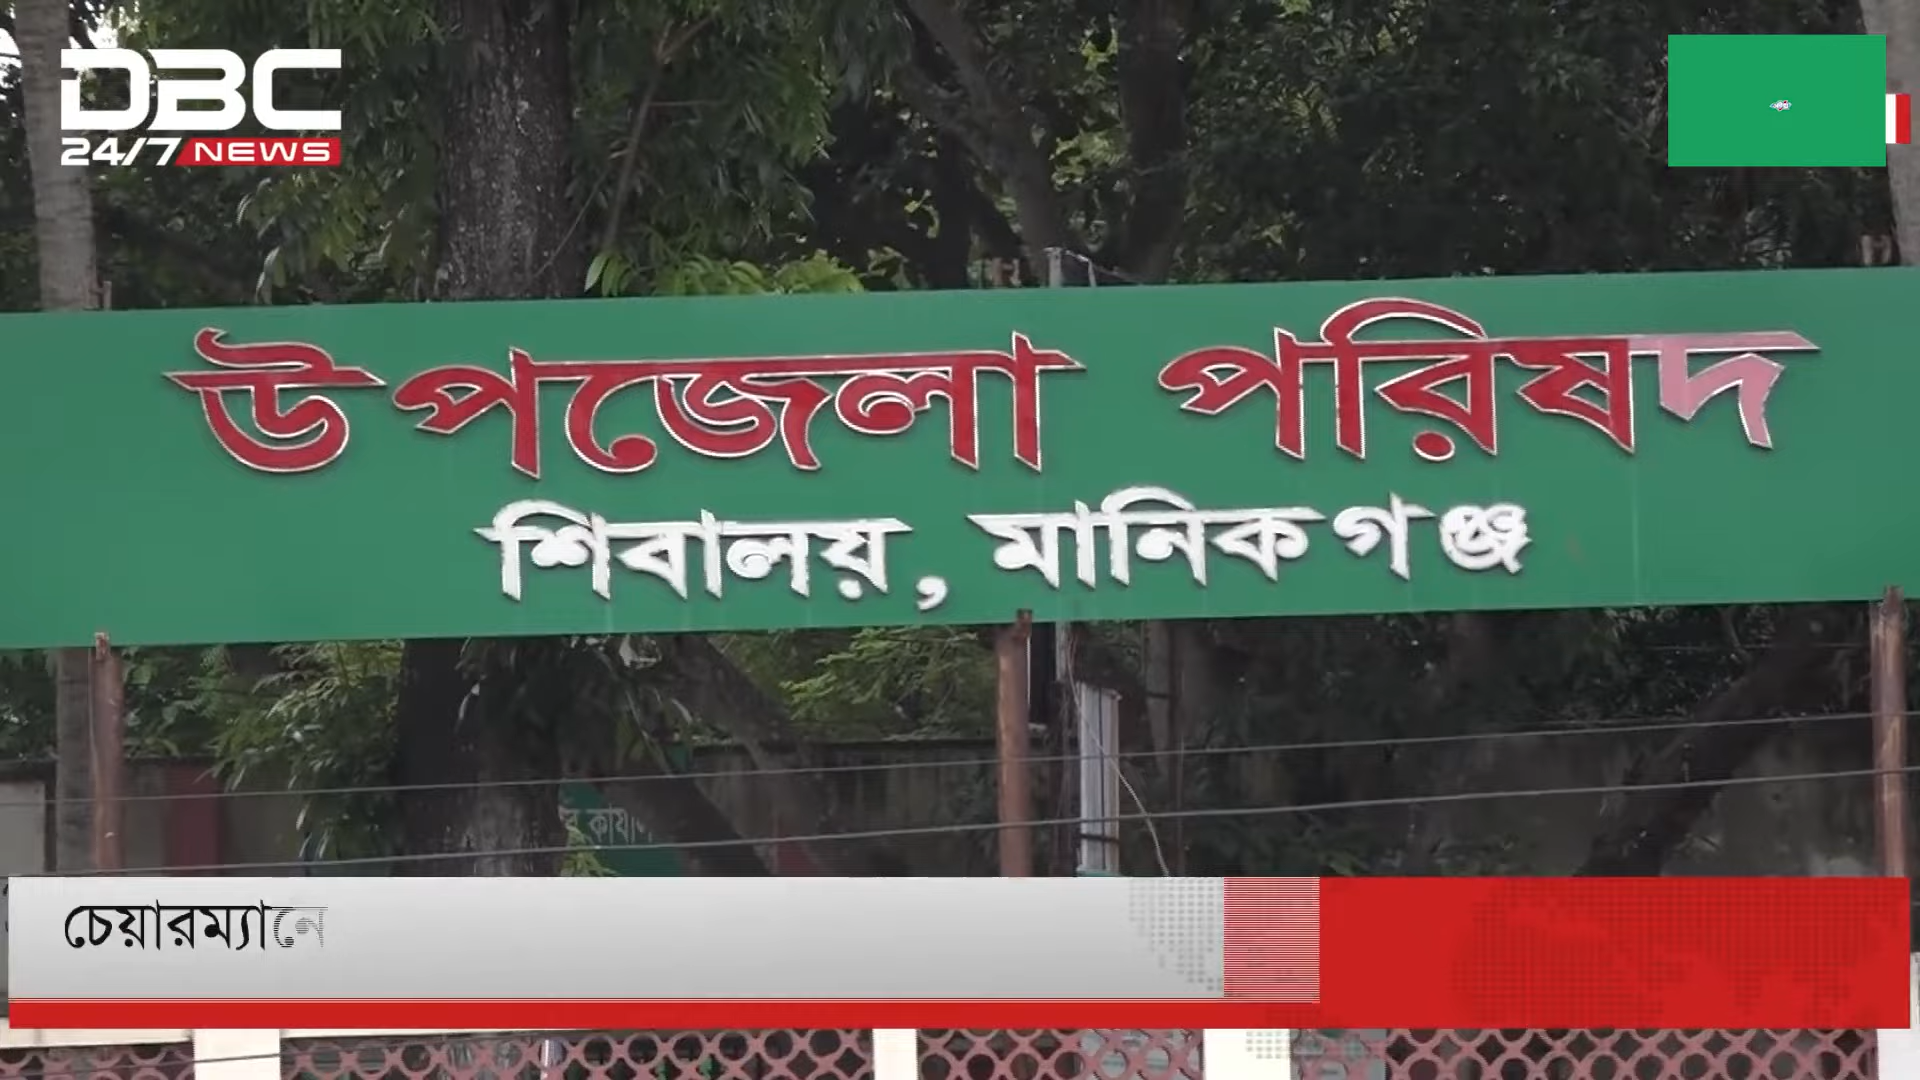 DBC
24/7 NEWS
উপজেলা পরিষদ
শিবালয়, মানিকগঞ্জ
চেয়ারম্যানে